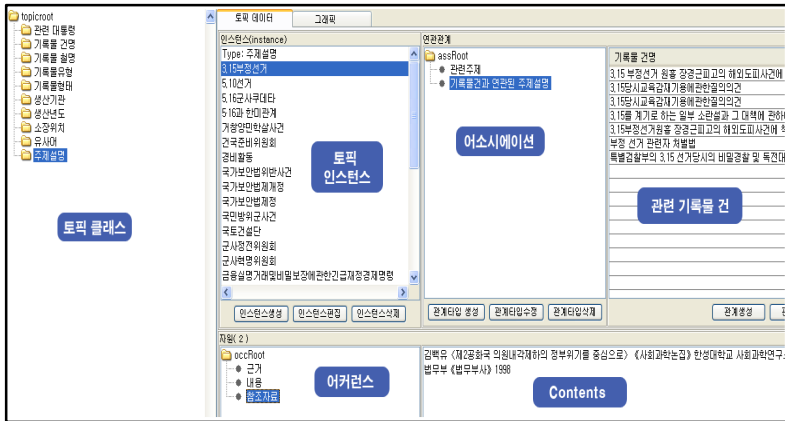 topicroot
관련 대통령
기록물 건명
기록물 철명
기록물유형
기록물형태
생산기관
생산년도
소장위치
유사어
주제설명
토픽 클래스
토픽 데이터
그래픽
인스턴스(instance)
Type: 주제설명
3,15부정선거
5,10선거
5,16군사쿠데타
5·16과 한미관계
거창양민학살사건
건국준비위원회
경비활동
국가보안법위반사건
국가보안법제개정
국가보안법제정
국민방위군사건
국토건설단
군사정전위원회
군사혁명위원회
금융실명거래및비밀보장에관한긴급재정경제명령
토픽
인스턴스
인스턴스생성
인스턴스편집
인스턴스삭제
연관관계
assRoot
관련주제
기록물건과 연관된 주제설명
어소시에이션
관계타입 생성
관계타입수정
관계타입삭제
기록물 건명
3,15 부정선거 원흉 장경근피고의 해외도피사건에
3,15당시교육감재기용에관한질의의건
3,15당시교육감재기용에관한질의의건
3,15를 계기로 하는 일부 소란설과 그 대책에 관하
3,15부정선거원흉 장경근피고의 해외도피사건에
부정 선거 관련자 처벌법
특별검찰부의 3,15 선거당시의 비밀경찰 및 독전대
관련 기록물 건
관계생성
자원( 2 )
occRoot
근거
내용
참조자료
어커런스
김백유 〈제2공화국 의원내각제하의 정부위기를 중심으로〉 《사회과학논집》 한성대학교 사회과학연구
법무부 《법무부사》 1998
Contents